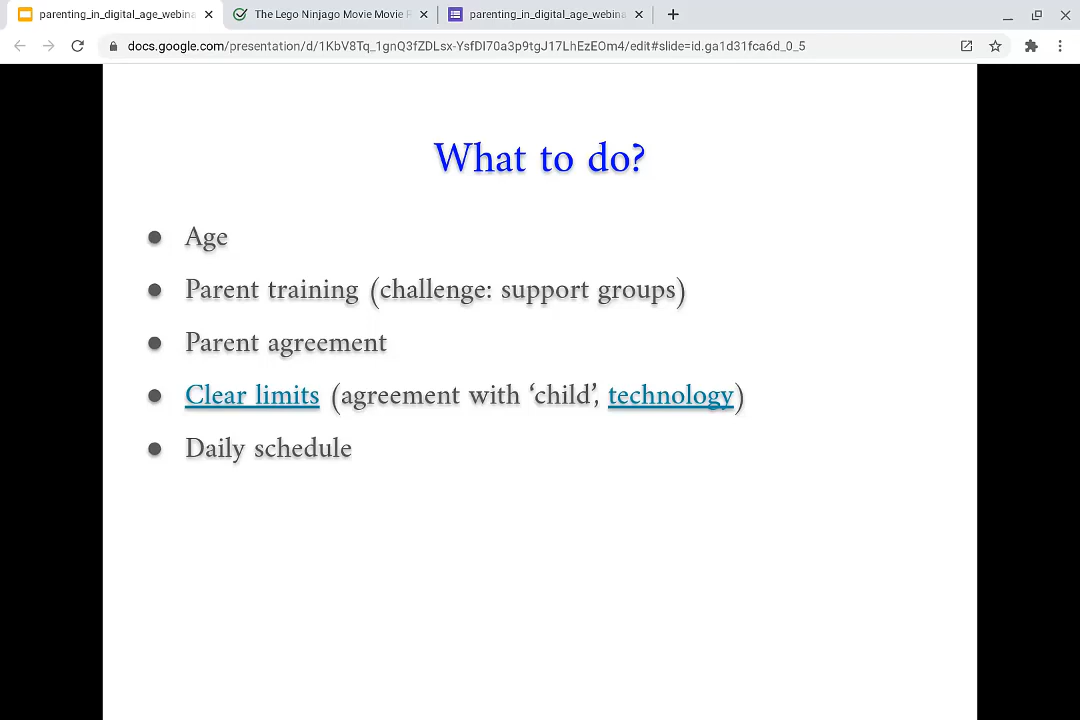 parenting_in_digital_age_webina
The Lego Ninjago Movie Movie
parenting_in_digital_age_webina
docs.google.com/presentation/d/1KbV8Tq_1gnQ3fZDLsx-YsfDI70a3p9tgJ17LhEzEOm4/edit#slide=id.ga1d31fca6d_0_5
What to do?
● Age
● Parent training (challenge: support groups)
● Parent agreement
● Clear limits (agreement with ‘child’, technology)
● Daily schedule